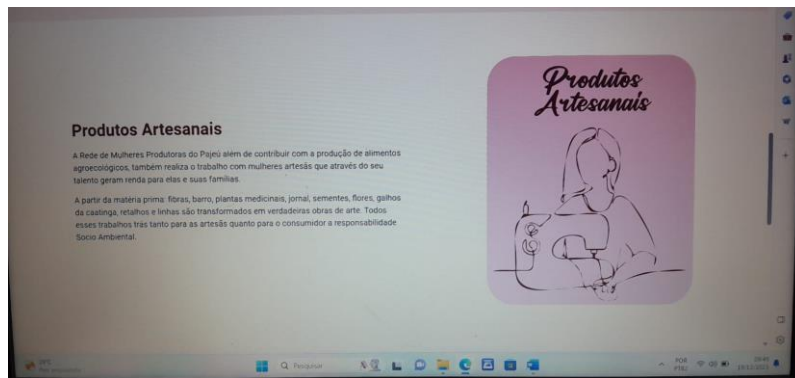 Produtos Artesanais
A Rede de Mulheres Produtoras do Pajeú além de contribuir com a produção de alimentos
agroecológicos, também realiza o trabalho com mulheres artesãs que através do seu
talento geram renda para elas e suas famílias.
A partir da matéria prima: fibras, barro, plantas medicinais, jornal, sementes, flores, galhos
da caatinga, retalhos e linhas são transformados em verdadeiras obras de arte. Todos
esses trabalhos trás tanto para as artesãs quanto para o consumidor a responsabilidade
Socio Ambiental.
Produtos
Artesanais
Pesquisar
POR